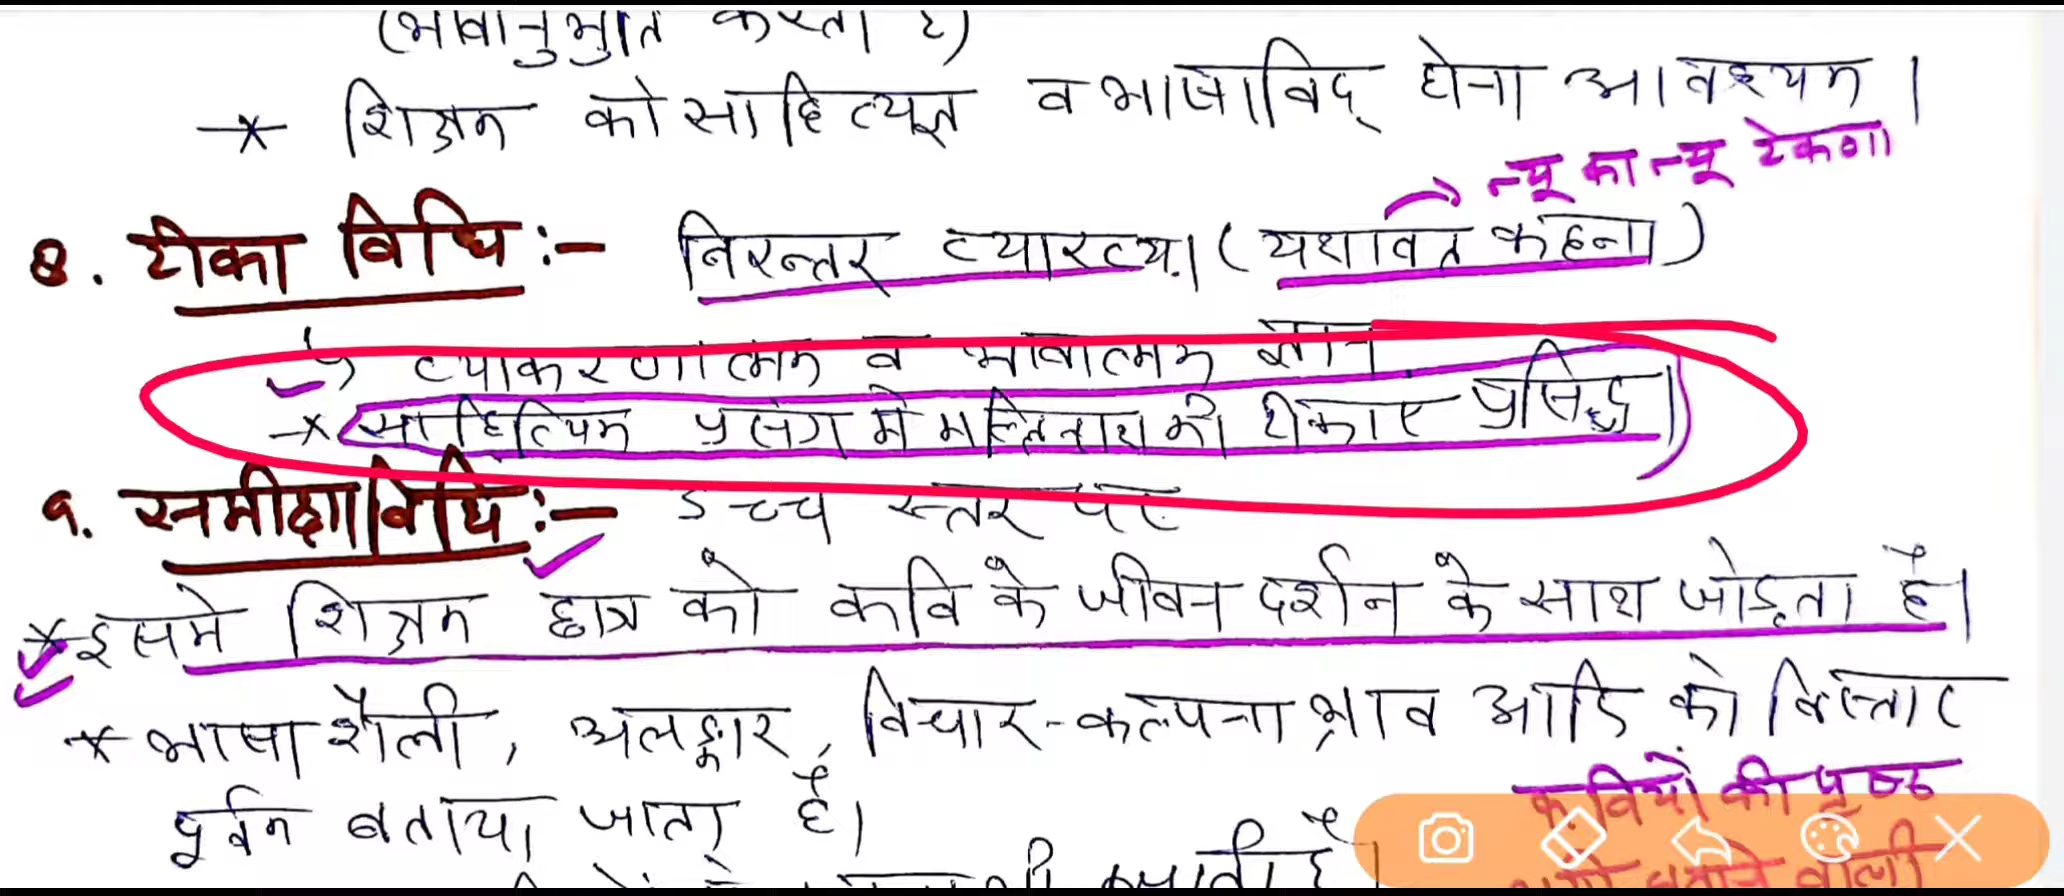 (भावानुभुति करता है)
* शिक्षक को साहित्यज्ञ व भाषाविद् होना आवश्यक।
ज्यू का ज्यू टेकणा
8. टीका विधि :- निरन्तर व्याख्या (यथावत कहना)
↳ व्याकरणात्मक व भावात्मक ज्ञान
* साहित्यिक प्रसंग मे मल्लिनाथ की टीकाए प्रसिद्ध।
9. समीक्षा विधि :- उच्च स्तर पर
* इसमे शिक्षक छात्र को कवि के जीवन दर्शन के साथ जोड़ता है।
* भाषा शैली, अलङ्कार, विचार-कल्पना भाव आदि को विस्तार
पूर्वक बताया जाता है।
कवियों की पृष्ठ